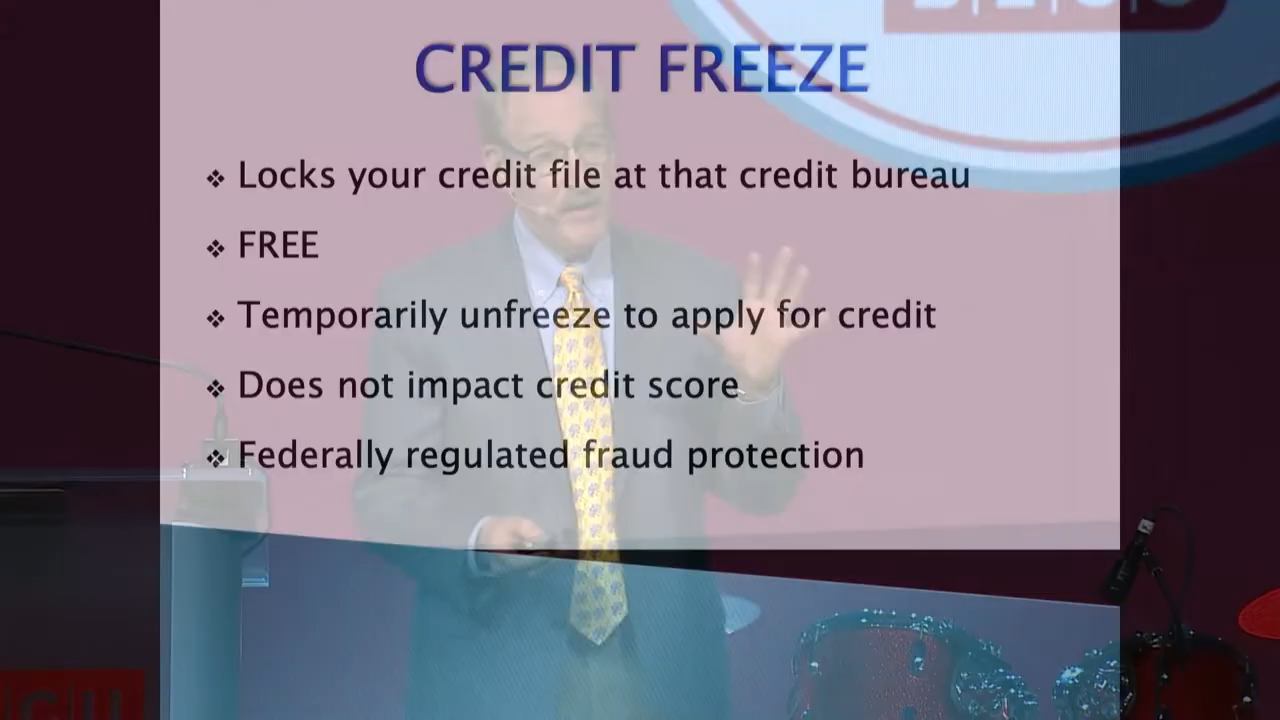 CREDIT FREEZE
❖ Locks your credit file at that credit bureau
❖ FREE
❖ Temporarily unfreeze to apply for credit
❖ Does not impact credit score
❖ Federally regulated fraud protection